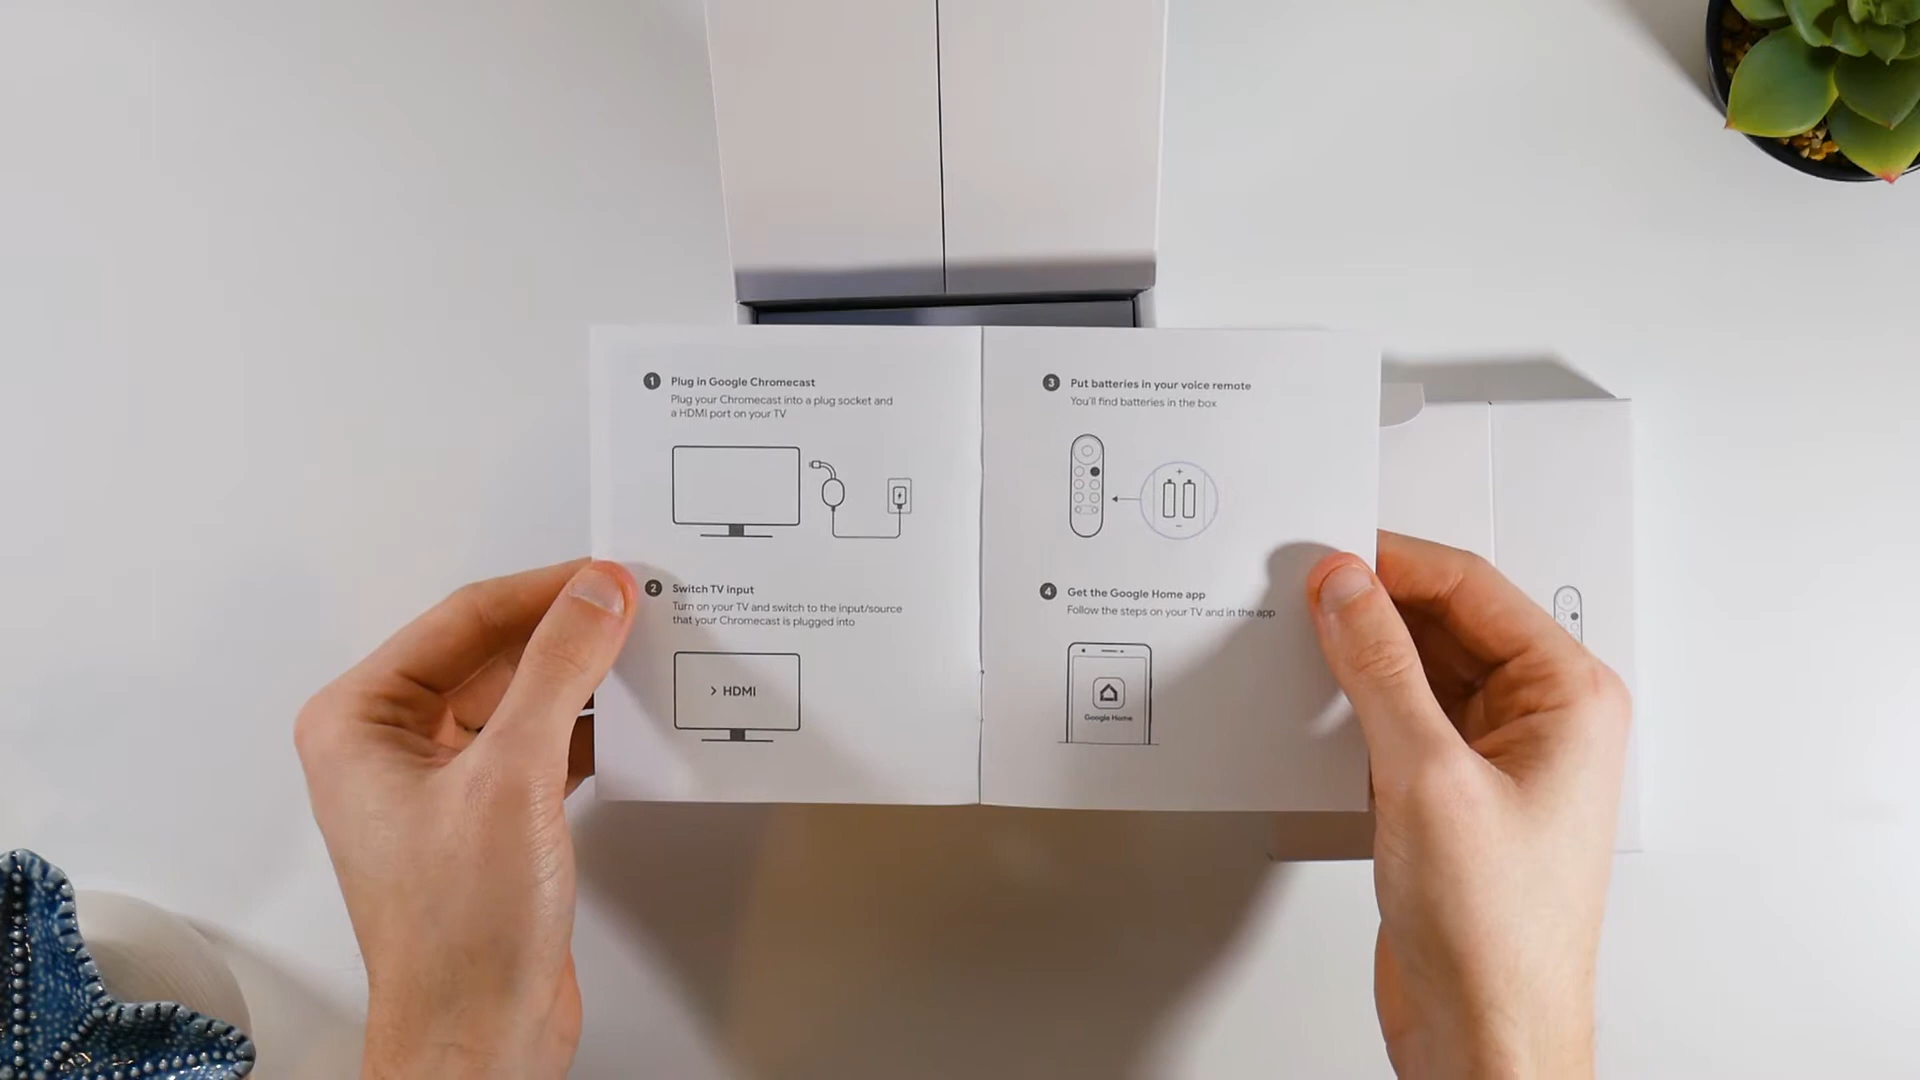 1 Plug in Google Chromecast
Plug your Chromecast into a plug socket and
a HDMI port on your TV
2 Switch TV input
Turn on your TV and switch to the input/source
that your Chromecast is plugged into
> HDMI
3 Put batteries in your voice remote
You'll find batteries in the box
+
−
4 Get the Google Home app
Follow the steps on your TV and in the app
Google Home